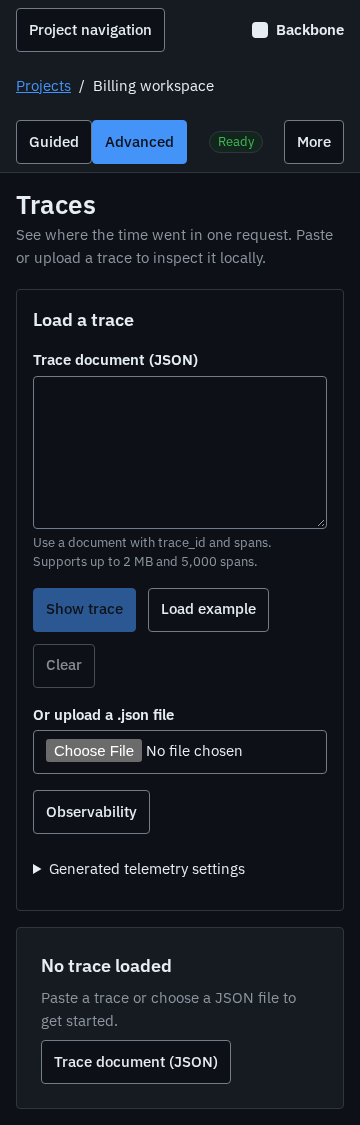 Project navigation
Backbone
Projects / Billing workspace
Guided
Advanced
Ready
More
Traces
See where the time went in one request. Paste
or upload a trace to inspect it locally.
Load a trace
Trace document (JSON)
Use a document with trace_id and spans.
Supports up to 2 MB and 5,000 spans.
Show trace
Load example
Clear
Or upload a .json file
Choose File No file chosen
Observability
Generated telemetry settings
No trace loaded
Paste a trace or choose a JSON file to
get started.
Trace document (JSON)